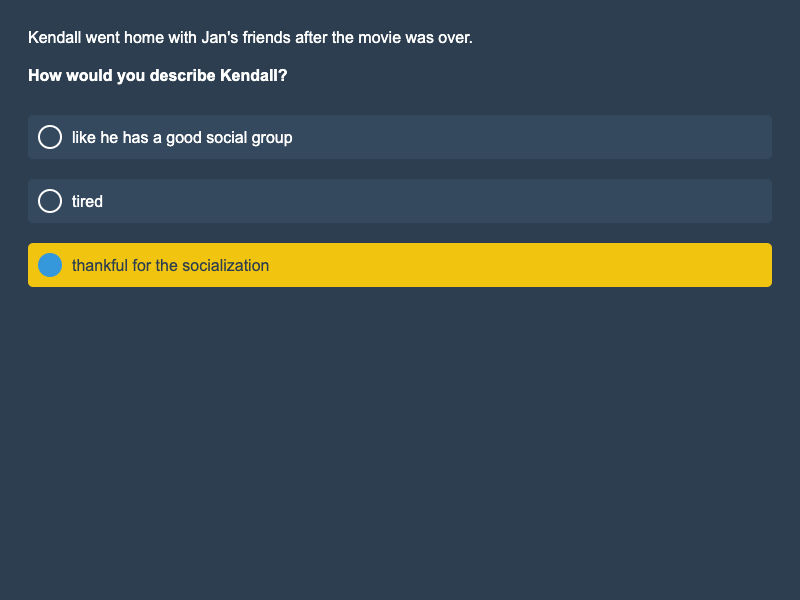 Kendall went home with Jan's friends after the movie was over.
How would you describe Kendall?
like he has a good social group
tired
thankful for the socialization